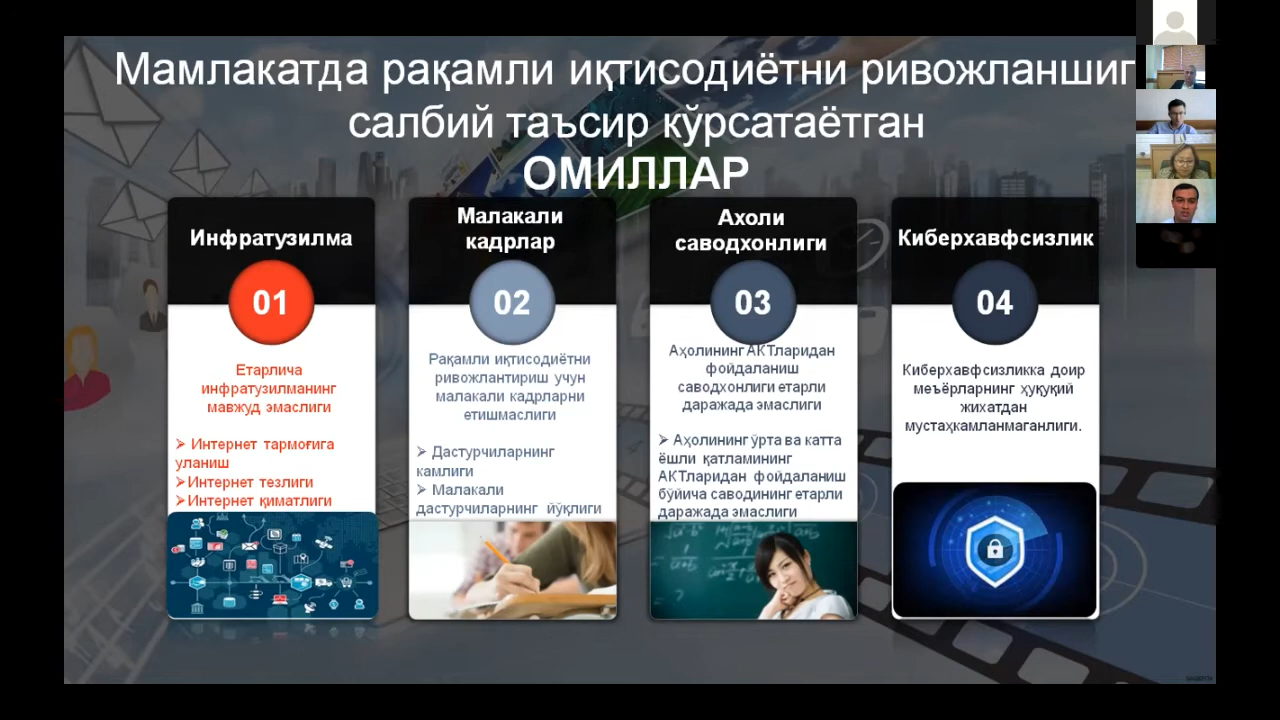 Мамлакатда рақамли иқтисодиётни ривожланшиг
салбий таъсир кўрсатаётган
ОМИЛЛАР
Инфратузилма
01
Етарлича
инфратузилманинг
мавжуд эмаслиги
➢ Интернет тармоғига
уланиш
➢Интернет тезлиги
➢Интернет қиматлиги
Малакали
кадрлар
02
Рақамли иқтисодиётни
ривожлантириш учун
малакали кадрларни
етишмаслиги
➢ Дастурчиларнинг
камлиги
➢ Малакали
дастурчиларнинг йўқлиги
Ахоли
саводхонлиги
03
Аҳолининг АКТларидан
фойдаланиш
саводхонлиги етарли
даражада эмаслиги
➢ Аҳолининг ўрта ва катта
ёшли қатламининг
АКТларидан фойдаланиш
бўйича саводининг етарли
даражада эмаслиги
Киберхавфсизлик
04
Киберхавфсизликка доир
меъёрларнинг ҳуқуқий
жихатдан
мустаҳкамланмаганлиги.